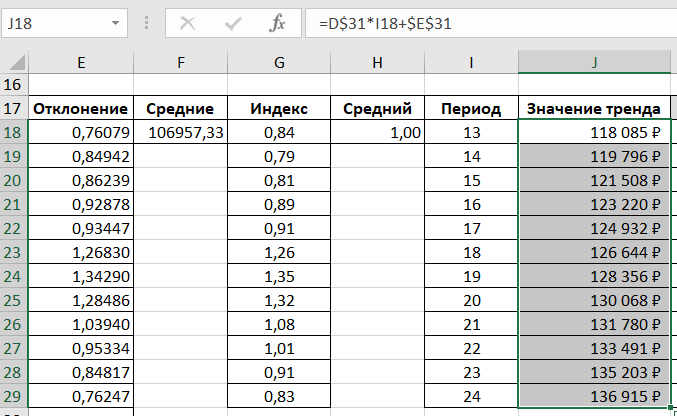 J18 fx =D$31*I18+$E$31
E F G H I J
16
17 Отклонение Средние Индекс Средний Период Значение тренда
18 0,76079 106957,33 0,84 1,00 13 118 085 ₽
19 0,84942 0,79 14 119 796 ₽
20 0,86239 0,81 15 121 508 ₽
21 0,92878 0,89 16 123 220 ₽
22 0,93447 0,91 17 124 932 ₽
23 1,26830 1,26 18 126 644 ₽
24 1,34290 1,35 19 128 356 ₽
25 1,28486 1,32 20 130 068 ₽
26 1,03940 1,08 21 131 780 ₽
27 0,95334 1,01 22 133 491 ₽
28 0,84817 0,91 23 135 203 ₽
29 0,76247 0,83 24 136 915 ₽